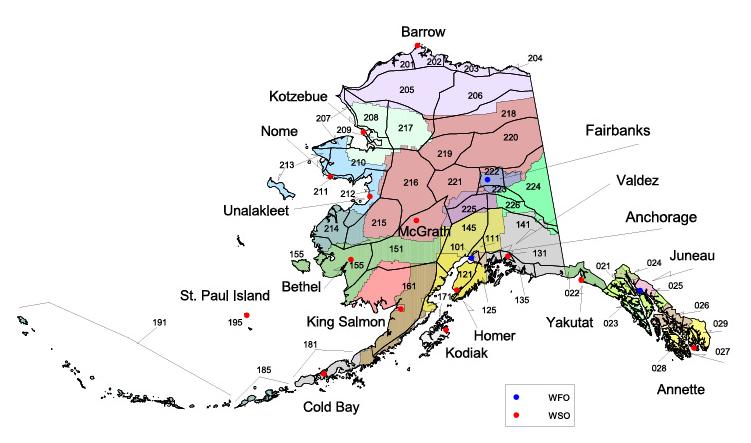 Barrow
201
202
203
204
205
206
Kotzebue
207
208
209
217
218
Nome
210
219
220
Fairbanks
213
211
212
216
221
222
223
224
Valdez
Unalakleet
214
215
McGrath
225
226
145
141
Anchorage
155
155
151
101
111
131
Bethel
St. Paul Island
161
121
171
125
135
022
021
024
Juneau
025
191
195
King Salmon
Homer
Yakutat
023
026
029
027
028
181
185
Kodiak
Cold Bay
Annette
WFO
WSO